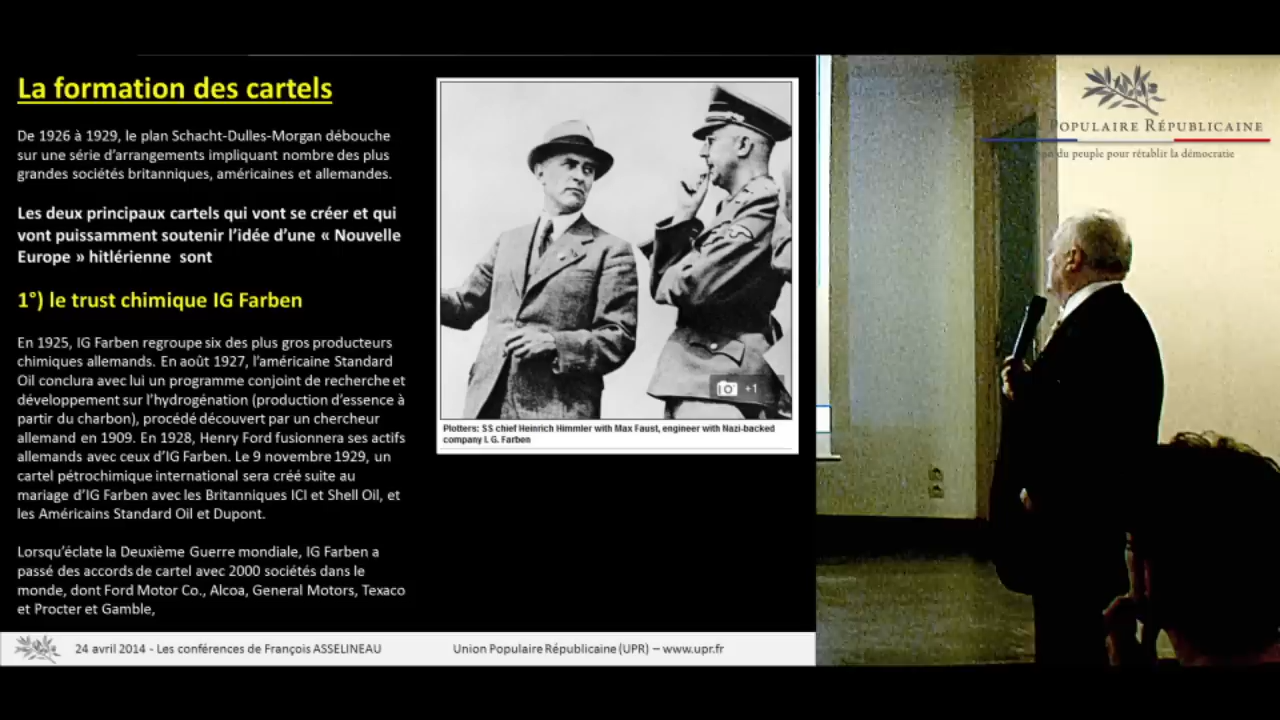 La formation des cartels
De 1926 à 1929, le plan Schacht-Dulles-Morgan débouche
sur une série d'arrangements impliquant nombre des plus
grandes sociétés britanniques, américaines et allemandes.
Les deux principaux cartels qui vont se créer et qui
vont puissamment soutenir l'idée d'une « Nouvelle
Europe » hitlérienne sont
1°) le trust chimique IG Farben
En 1925, IG Farben regroupe six des plus gros producteurs
chimiques allemands. En août 1927, l'américaine Standard
Oil conclura avec lui un programme conjoint de recherche et
développement sur l'hydrogénation (production d'essence à
partir du charbon), procédé découvert par un chercheur
allemand en 1909. En 1928, Henry Ford fusionnera ses actifs
allemands avec ceux d'IG Farben. Le 9 novembre 1929, un
cartel pétrochimique international sera créé suite au
mariage d'IG Farben avec les Britanniques ICI et Shell Oil, et
les Américains Standard Oil et Dupont.
Lorsqu'éclate la Deuxième Guerre mondiale, IG Farben a
passé des accords de cartel avec 2000 sociétés dans le
monde, dont Ford Motor Co., Alcoa, General Motors, Texaco
et Procter et Gamble,
+1
Plotters: SS chief Heinrich Himmler with Max Faust, engineer with Nazi-backed
company I. G. Farben
24 avril 2014 - Les conférences de François ASSELINEAU
Union Populaire Républicaine (UPR) – www.upr.fr
POPULAIRE RÉPUBLICAINE
du peuple pour rétablir la démocratie